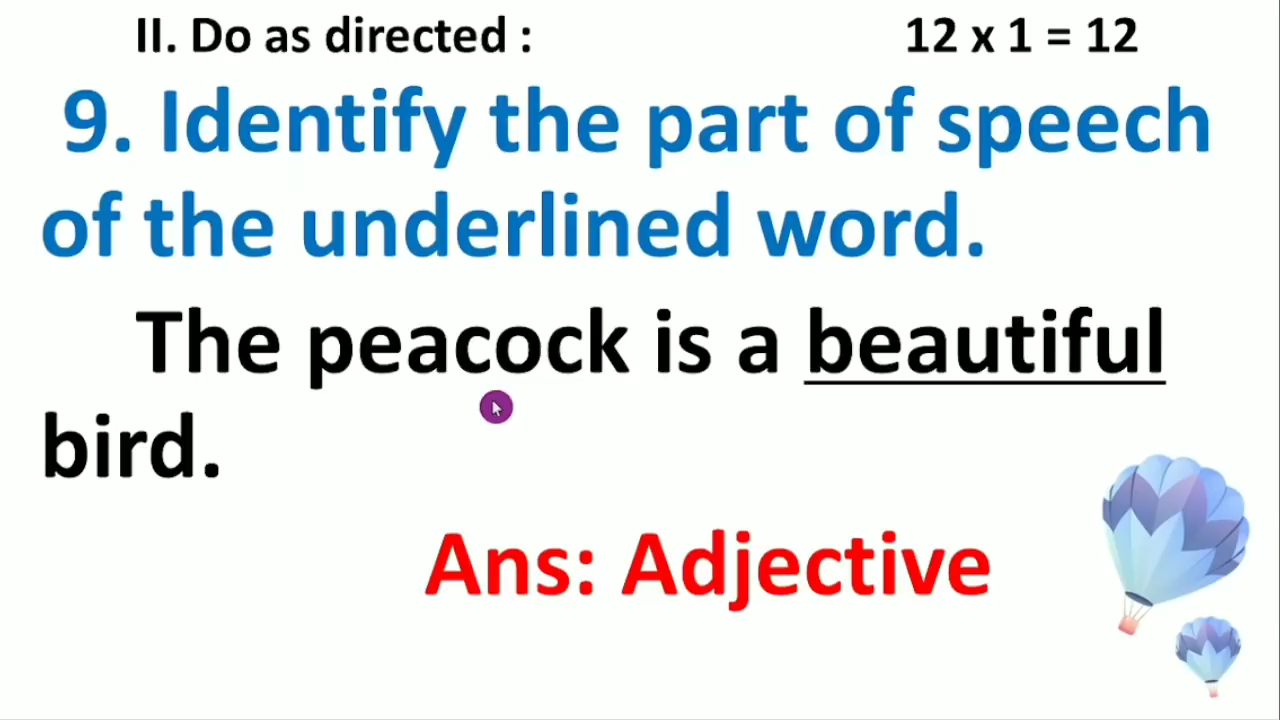 II. Do as directed : 12 x 1 = 12
9. Identify the part of speech
of the underlined word.
The peacock is a beautiful
bird.
Ans: Adjective